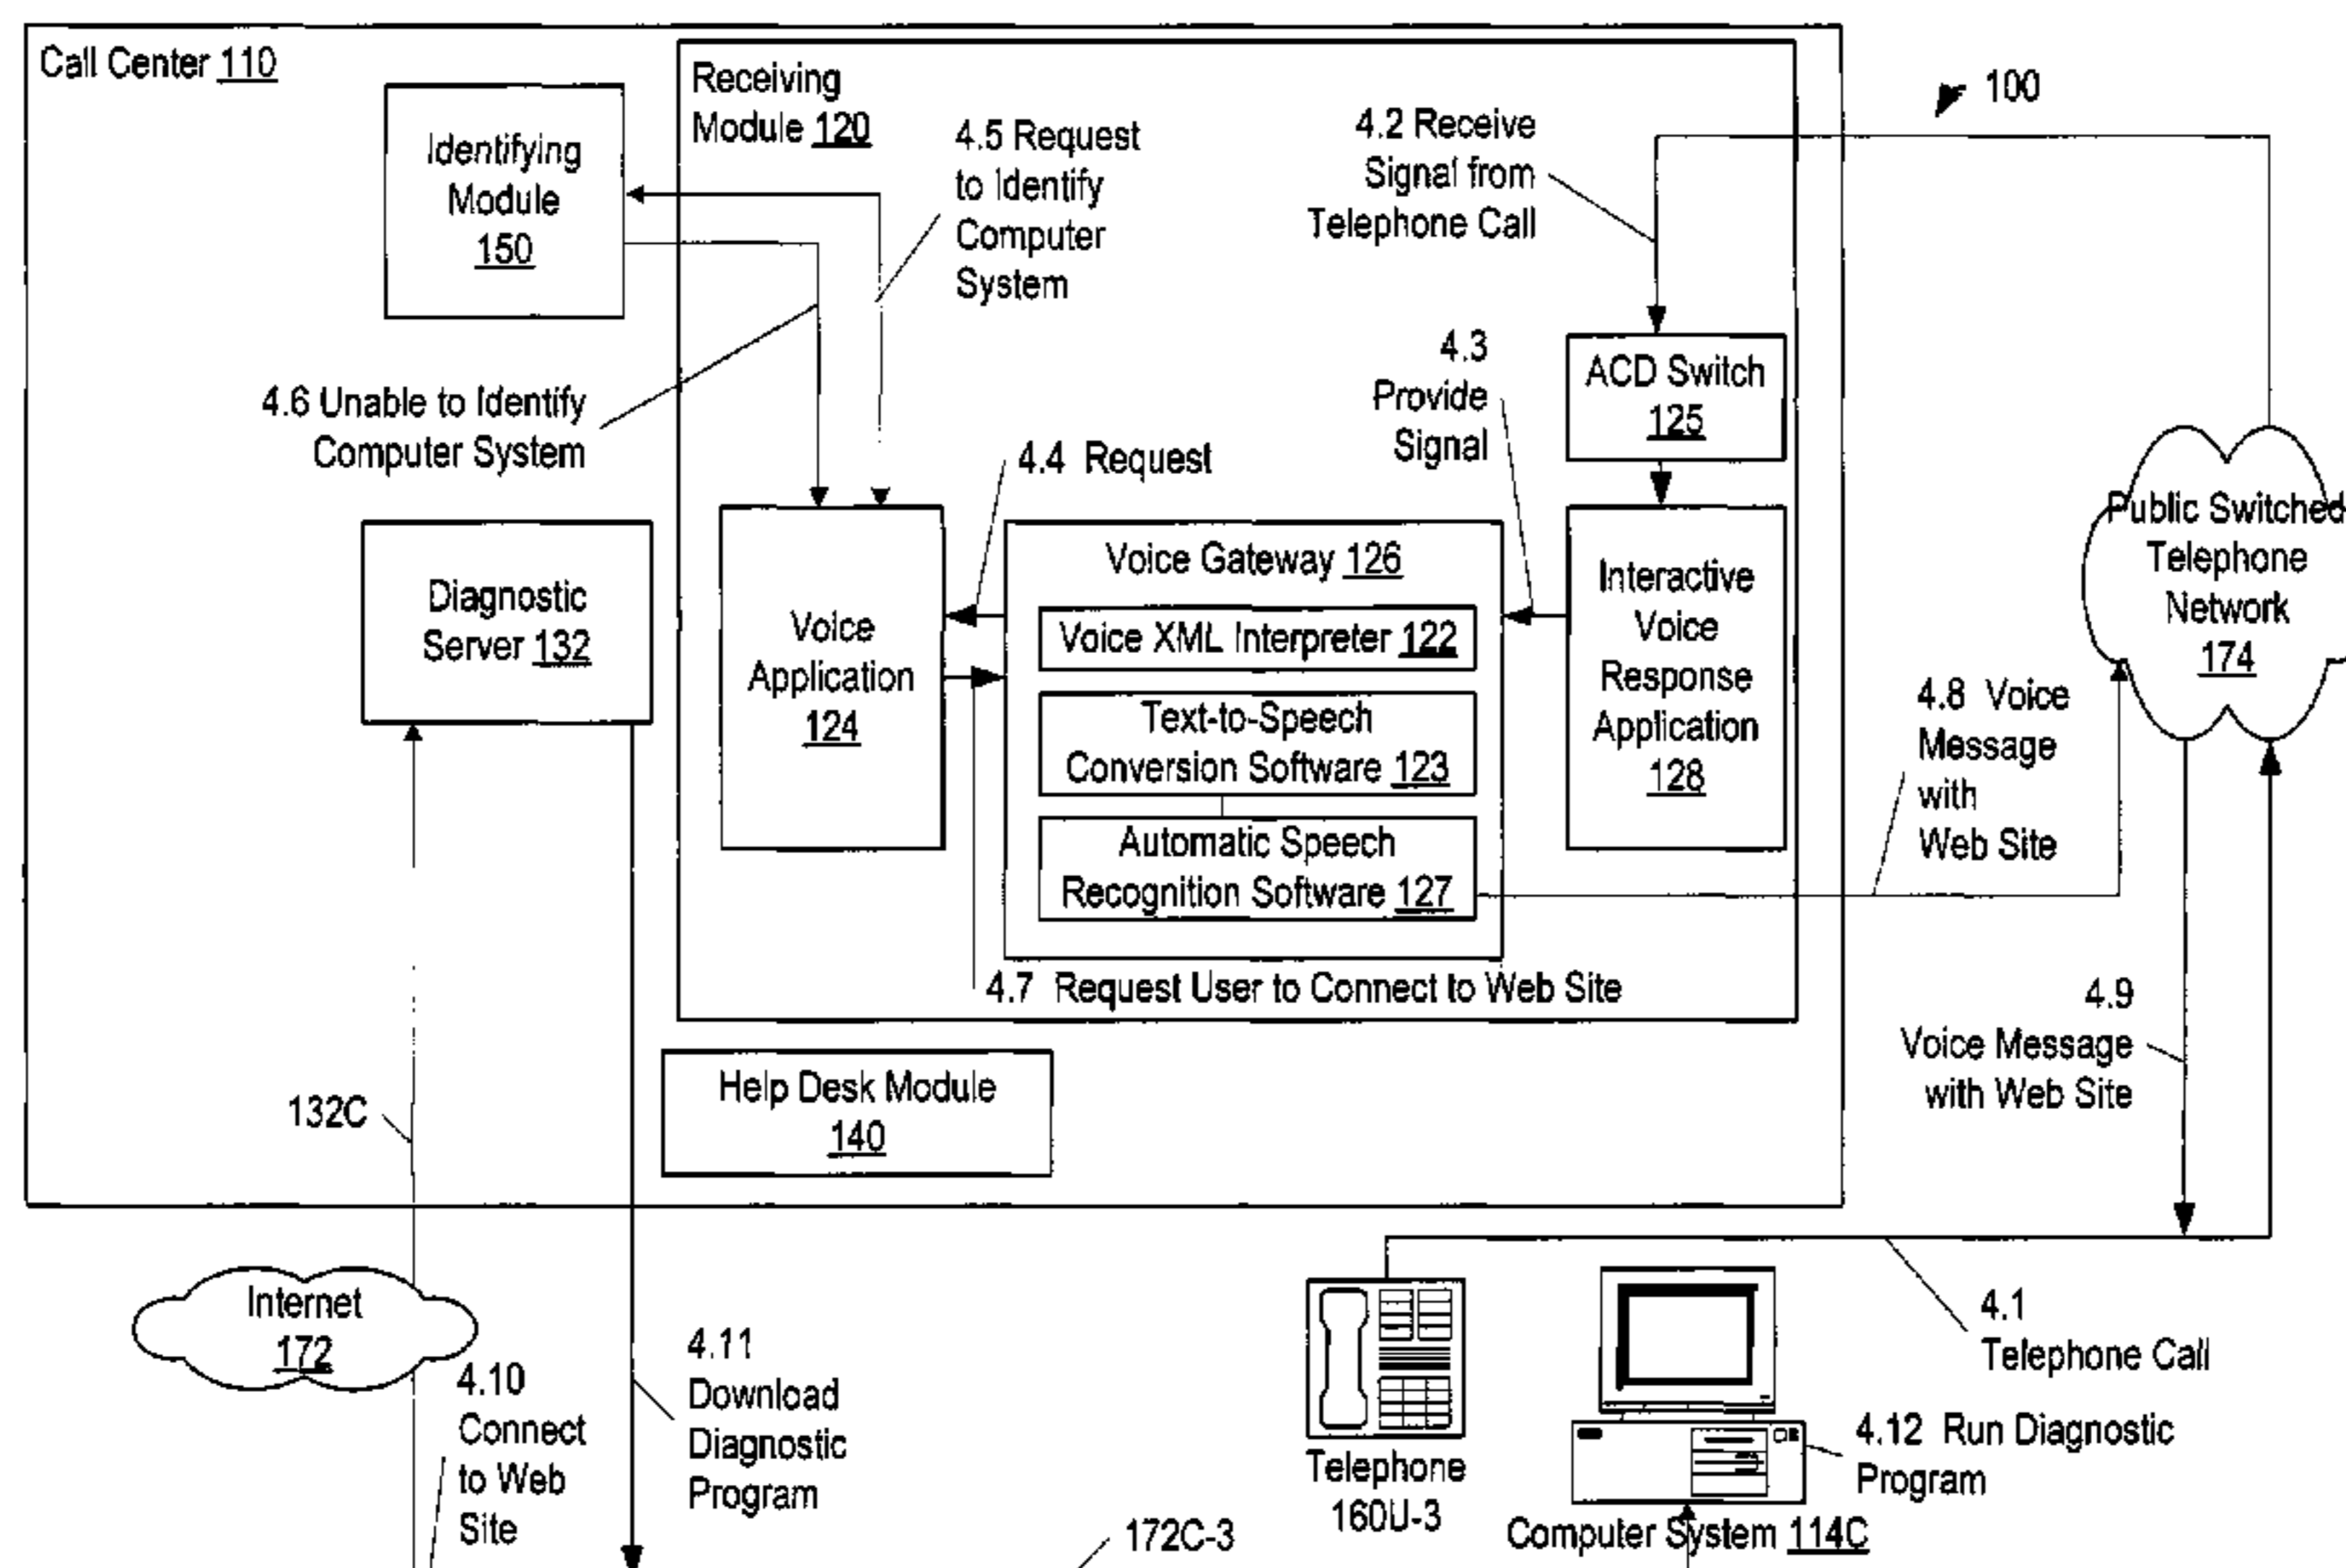 Call Center 110
Receiving
Module 120
Identifying
Module
150
4.5 Request
to Identify
Computer
System
4.2 Receive
Signal from
Telephone Call
100
4.6 Unable to Identify
Computer System
4.3
Provide
Signal
ACD Switch
125
4.4 Request
Public Switched
Telephone
Network
174
Diagnostic
Server 132
Voice
Application
124
Voice Gateway 126
Voice XML Interpreter 122
Text-to-Speech
Conversion Software 123
Automatic Speech
Recognition Software 127
Interactive
Voice
Response
Application
128
4.8 Voice
Message
with
Web Site
4.7 Request User to Connect to Web Site
4.9
Voice Message
with Web Site
Help Desk Module
140
132C
Internet
172
4.10
Connect
to Web
Site
4.11
Download
Diagnostic
Program
Telephone
160U-3
4.1
Telephone Call
4.12 Run Diagnostic
Program
Computer System 114C
172C-3